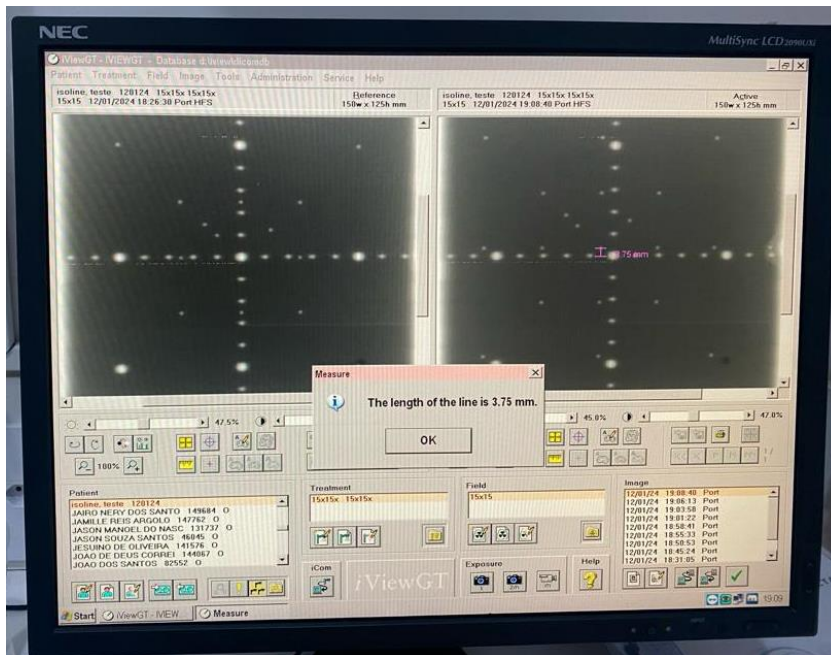 NEC
MultiSync LCD 2090UXi
iViewGT - IVIEWGT - Database d:\iview\dicomdb
Patient Treatment Field Image Tools Administration Service Help
isoline, teste 120124 15x15x 15x15x
15x15 12/01/2024 18:26:30 Port HFS
Reference
150w x 125h mm
isoline, teste 120124 15x15x 15x15x
15x15 12/01/2024 19:08:40 Port HFS
Active
150w x 125h mm
3.75 mm
Measure
The length of the line is 3.75 mm.
OK
47.5%
45.0%
47.0%
100%
Patient
isoline, teste 120124
JAIRO NERY DOS SANTO 149684 O
JAMILLE REIS ARGOLO 147762 O
JASON MANOEL DO NASC 131737 O
JASON SOUZA SANTOS 46045 O
JESUINO DE OLIVEIRA 141576 O
JOAO DE DEUS CORREI 144067 O
JOAO DOS SANTOS 82552 O
Treatment
15x15x 15x15x
Field
15x15
Image
12/01/24 19:08:40 Port
12/01/24 19:06:13 Port
12/01/24 19:03:58 Port
12/01/24 19:01:22 Port
12/01/24 18:58:41 Port
12/01/24 18:55:33 Port
12/01/24 18:50:53 Port
12/01/24 18:45:24 Port
12/01/24 18:31:05 Port
iCom
iViewGT
Exposure
Help
Start
iViewGT - IVIEW...
Measure
19:09